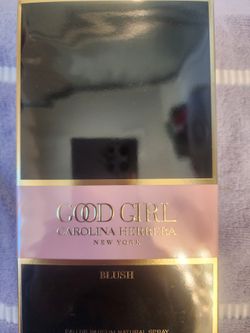 GOOD GIRL
CAROLINA HERRERA
NEW YORK
BLUSH
EAU DE PARFUM NATURAL SPRAY